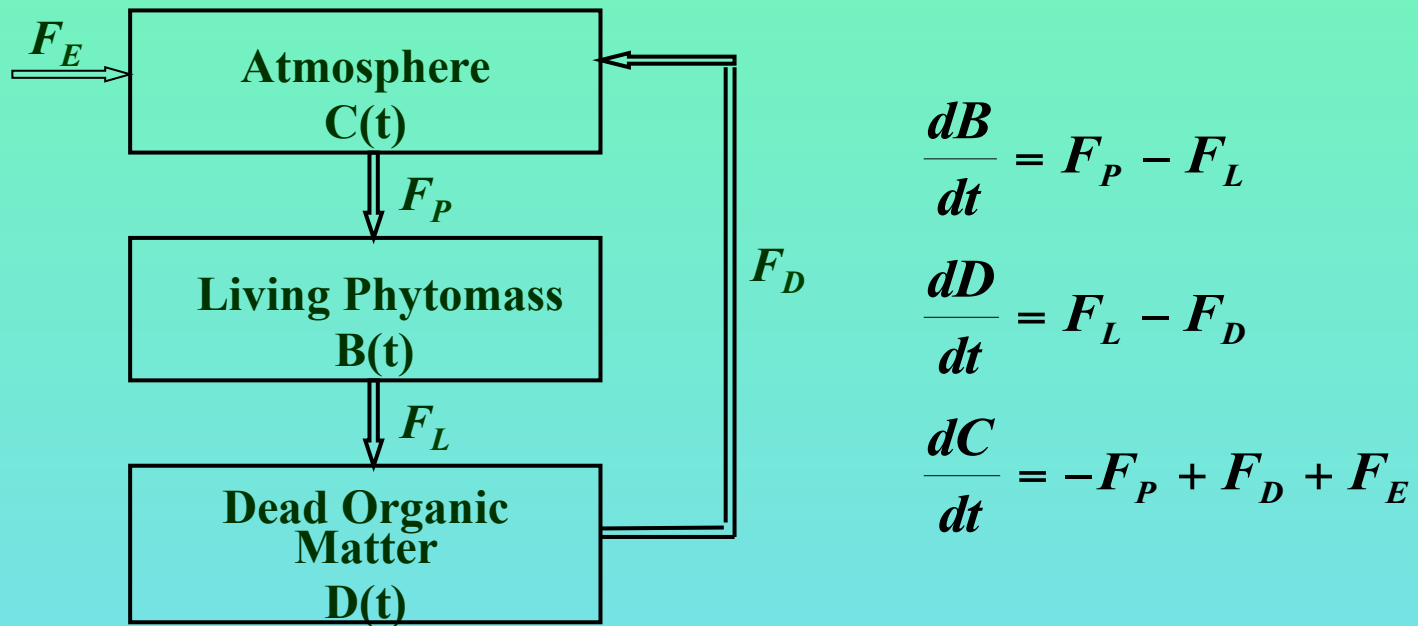 F_E
Atmosphere
C(t)
F_P
Living Phytomass
B(t)
F_L
Dead Organic
Matter
D(t)
F_D
dB/dt = F_P − F_L
dD/dt = F_L − F_D
dC/dt = −F_P + F_D + F_E